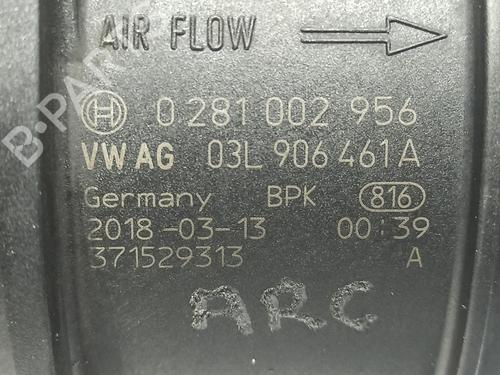 AIR FLOW
0 281 002 956
VW AG 03L 906 461 A
Germany BPK 816
2018-03-13 00:39
371529313 A
ARC
B-PARTS